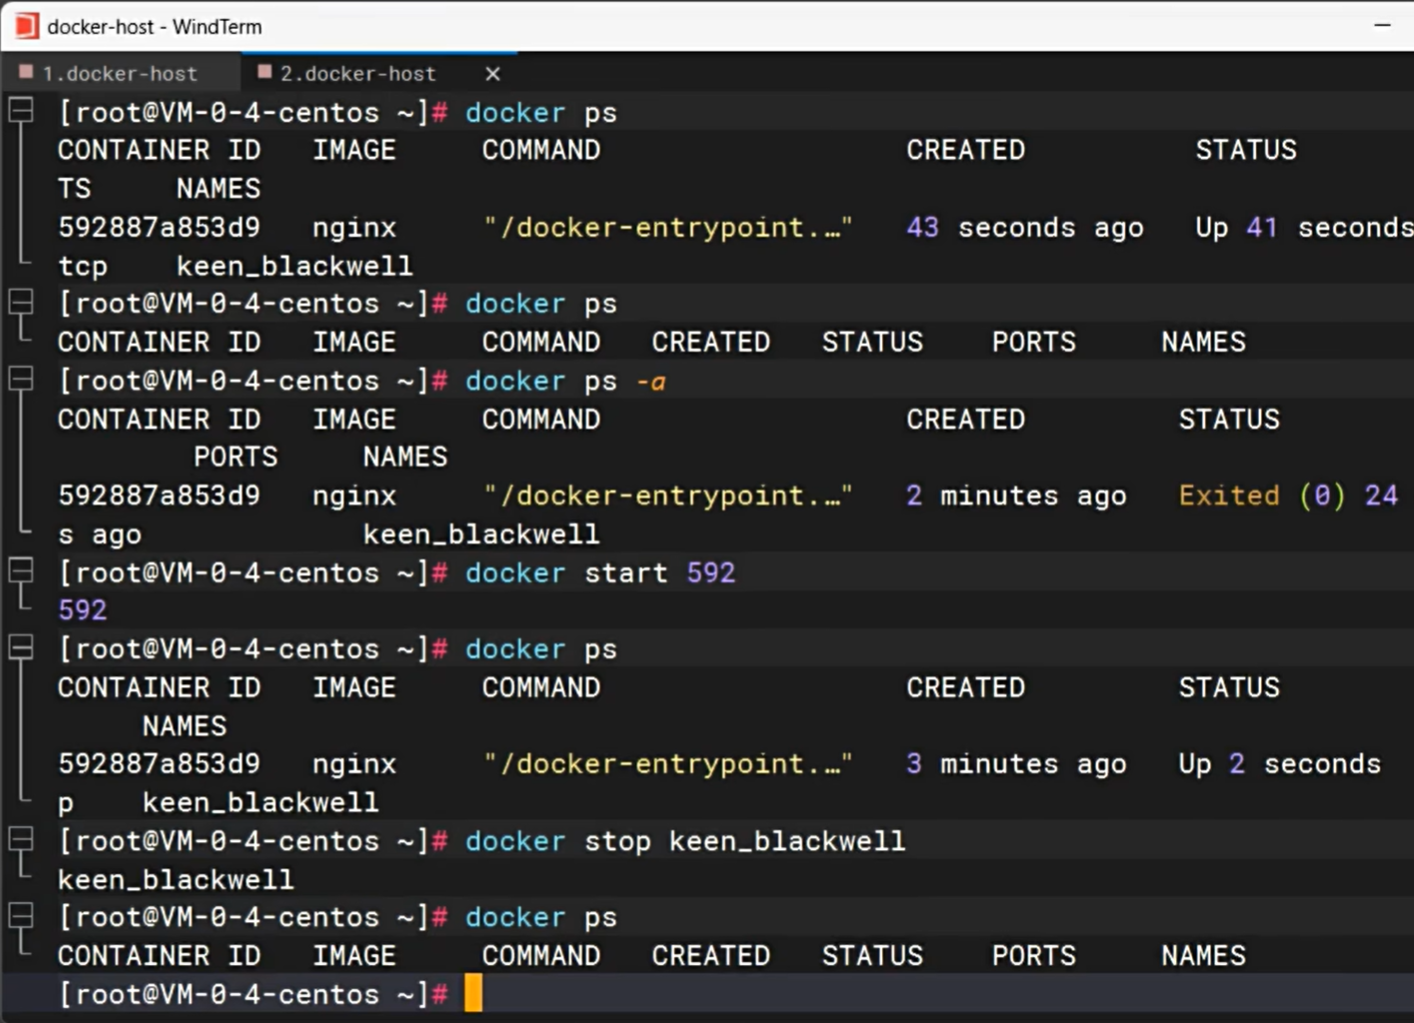 docker-host - WindTerm
1.docker-host 2.docker-host
[root@VM-0-4-centos ~]# docker ps
CONTAINER ID IMAGE COMMAND CREATED STATUS
TS NAMES
592887a853d9 nginx "/docker-entrypoint.…" 43 seconds ago Up 41 seconds
tcp keen_blackwell
[root@VM-0-4-centos ~]# docker ps
CONTAINER ID IMAGE COMMAND CREATED STATUS PORTS NAMES
[root@VM-0-4-centos ~]# docker ps -a
CONTAINER ID IMAGE COMMAND CREATED STATUS
PORTS NAMES
592887a853d9 nginx "/docker-entrypoint.…" 2 minutes ago Exited (0) 24
s ago keen_blackwell
[root@VM-0-4-centos ~]# docker start 592
592
[root@VM-0-4-centos ~]# docker ps
CONTAINER ID IMAGE COMMAND CREATED STATUS
NAMES
592887a853d9 nginx "/docker-entrypoint.…" 3 minutes ago Up 2 seconds
p keen_blackwell
[root@VM-0-4-centos ~]# docker stop keen_blackwell
keen_blackwell
[root@VM-0-4-centos ~]# docker ps
CONTAINER ID IMAGE COMMAND CREATED STATUS PORTS NAMES
[root@VM-0-4-centos ~]#